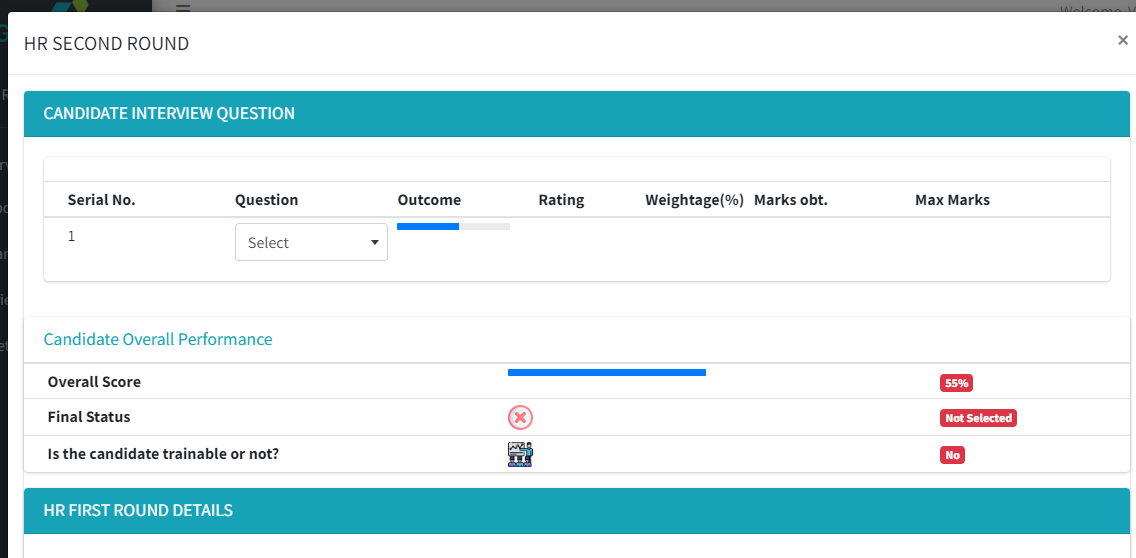 Welcome, V
HR SECOND ROUND
×
CANDIDATE INTERVIEW QUESTION
Serial No. Question Outcome Rating Weightage(%) Marks obt. Max Marks
1 Select
Candidate Overall Performance
Overall Score 55%
Final Status Not Selected
Is the candidate trainable or not? No
HR FIRST ROUND DETAILS